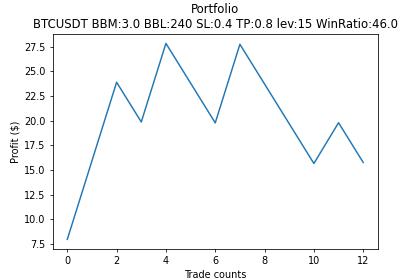 Portfolio
BTCUSDT BBM:3.0 BBL:240 SL:0.4 TP:0.8 lev:15 WinRatio:46.0
27.5
25.0
22.5
20.0
17.5
15.0
12.5
10.0
7.5
Profit ($)
0 2 4 6 8 10 12
Trade counts